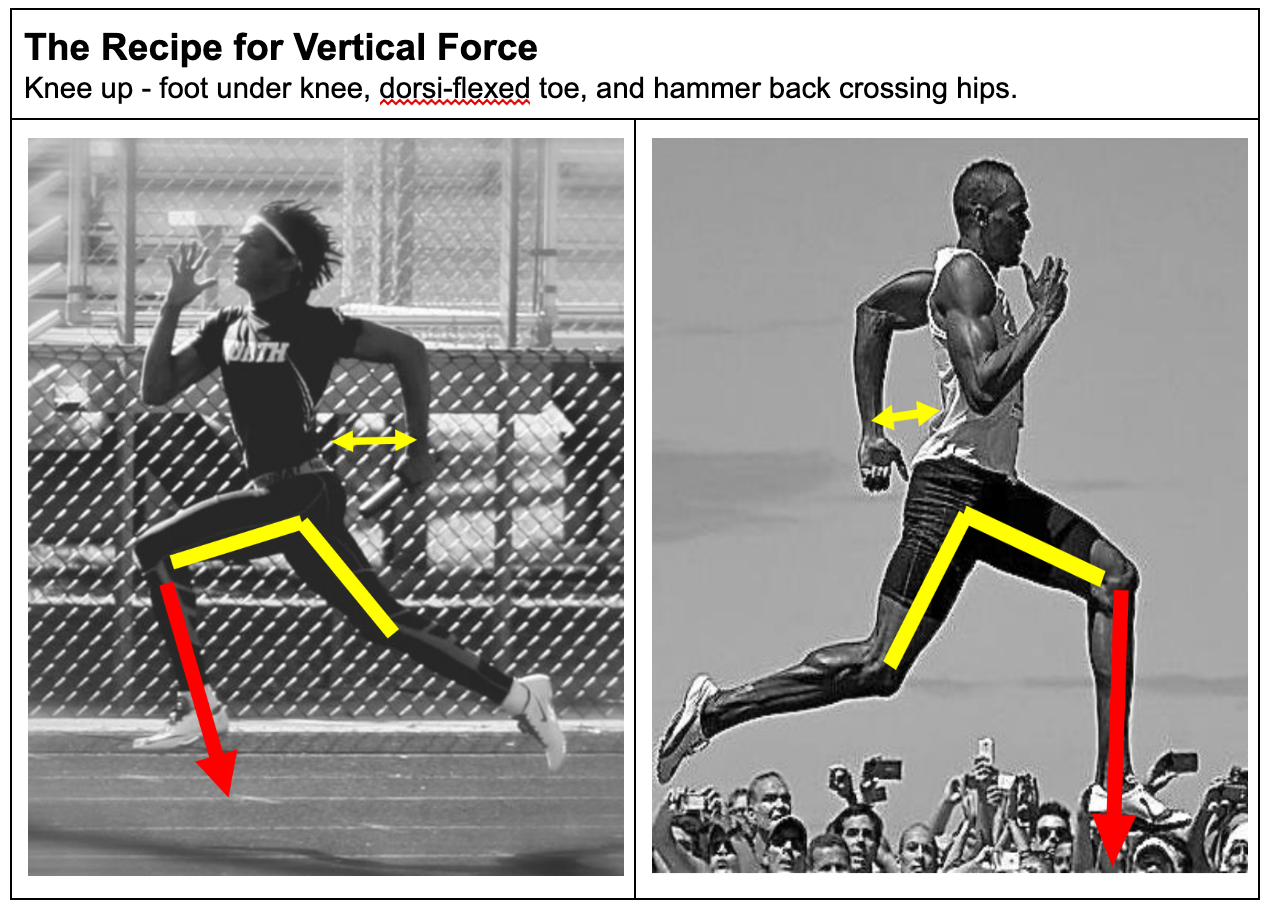 The Recipe for Vertical Force
Knee up - foot under knee, dorsi-flexed toe, and hammer back crossing hips.